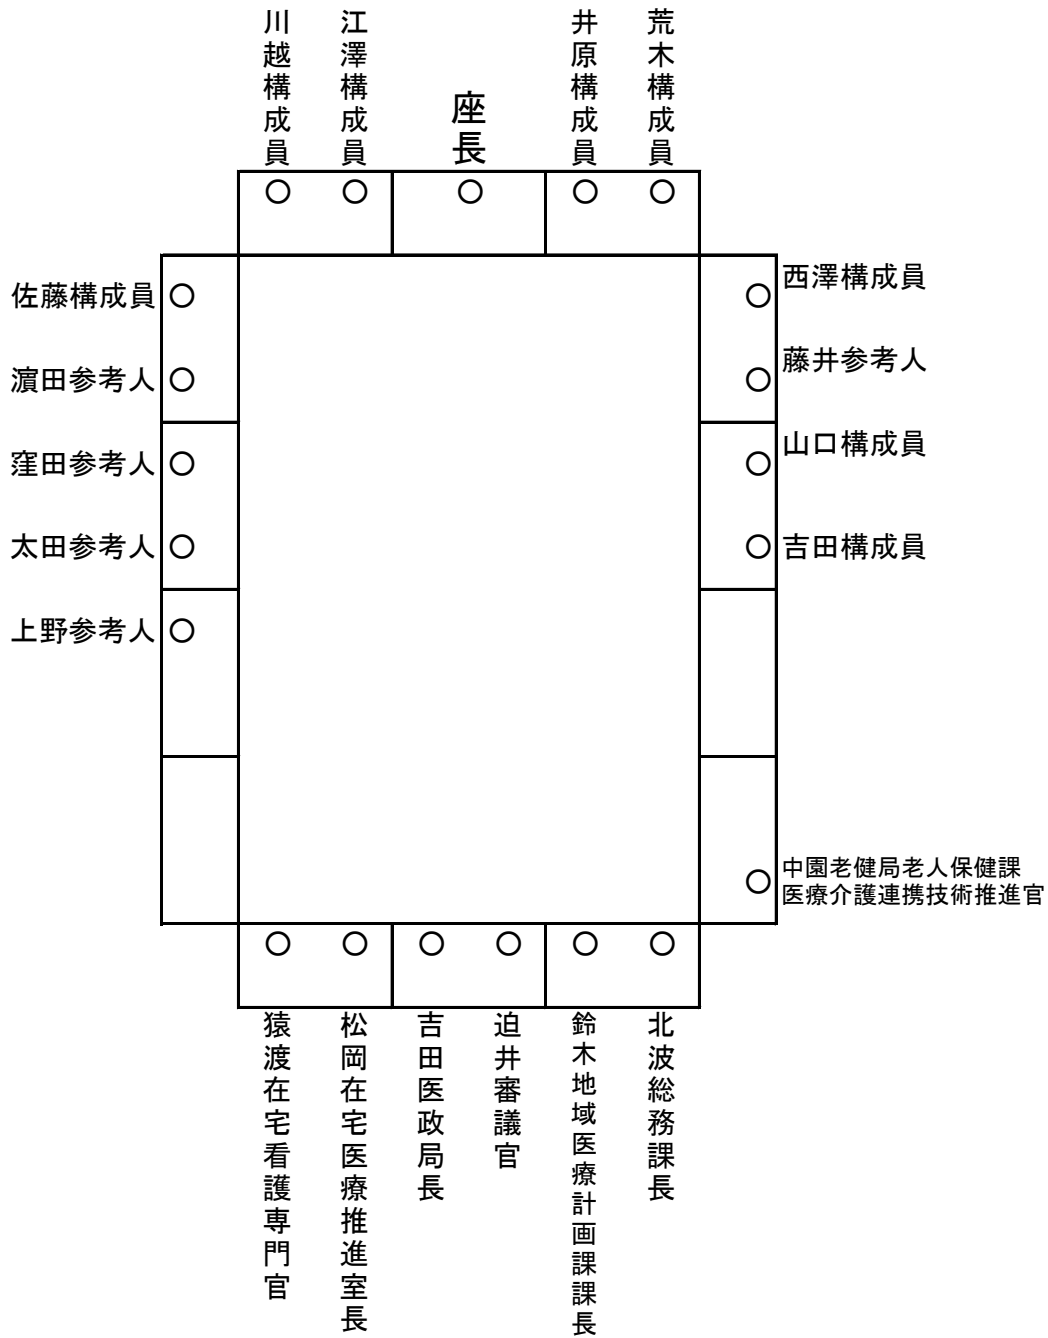 川越構成員
江澤構成員
座長
井原構成員
荒木構成員
佐藤構成員
濵田参考人
窪田参考人
太田参考人
上野参考人
西澤構成員
藤井参考人
山口構成員
吉田構成員
中園老健局老人保健課
医療介護連携技術推進官
猿渡在宅看護専門官
松岡在宅医療推進室長
吉田医政局長
迫井審議官
鈴木地域医療計画課課長
北波総務課長